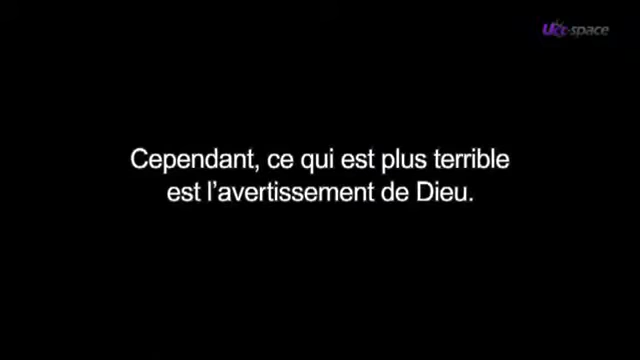 Cependant, ce qui est plus terrible
est l’avertissement de Dieu.